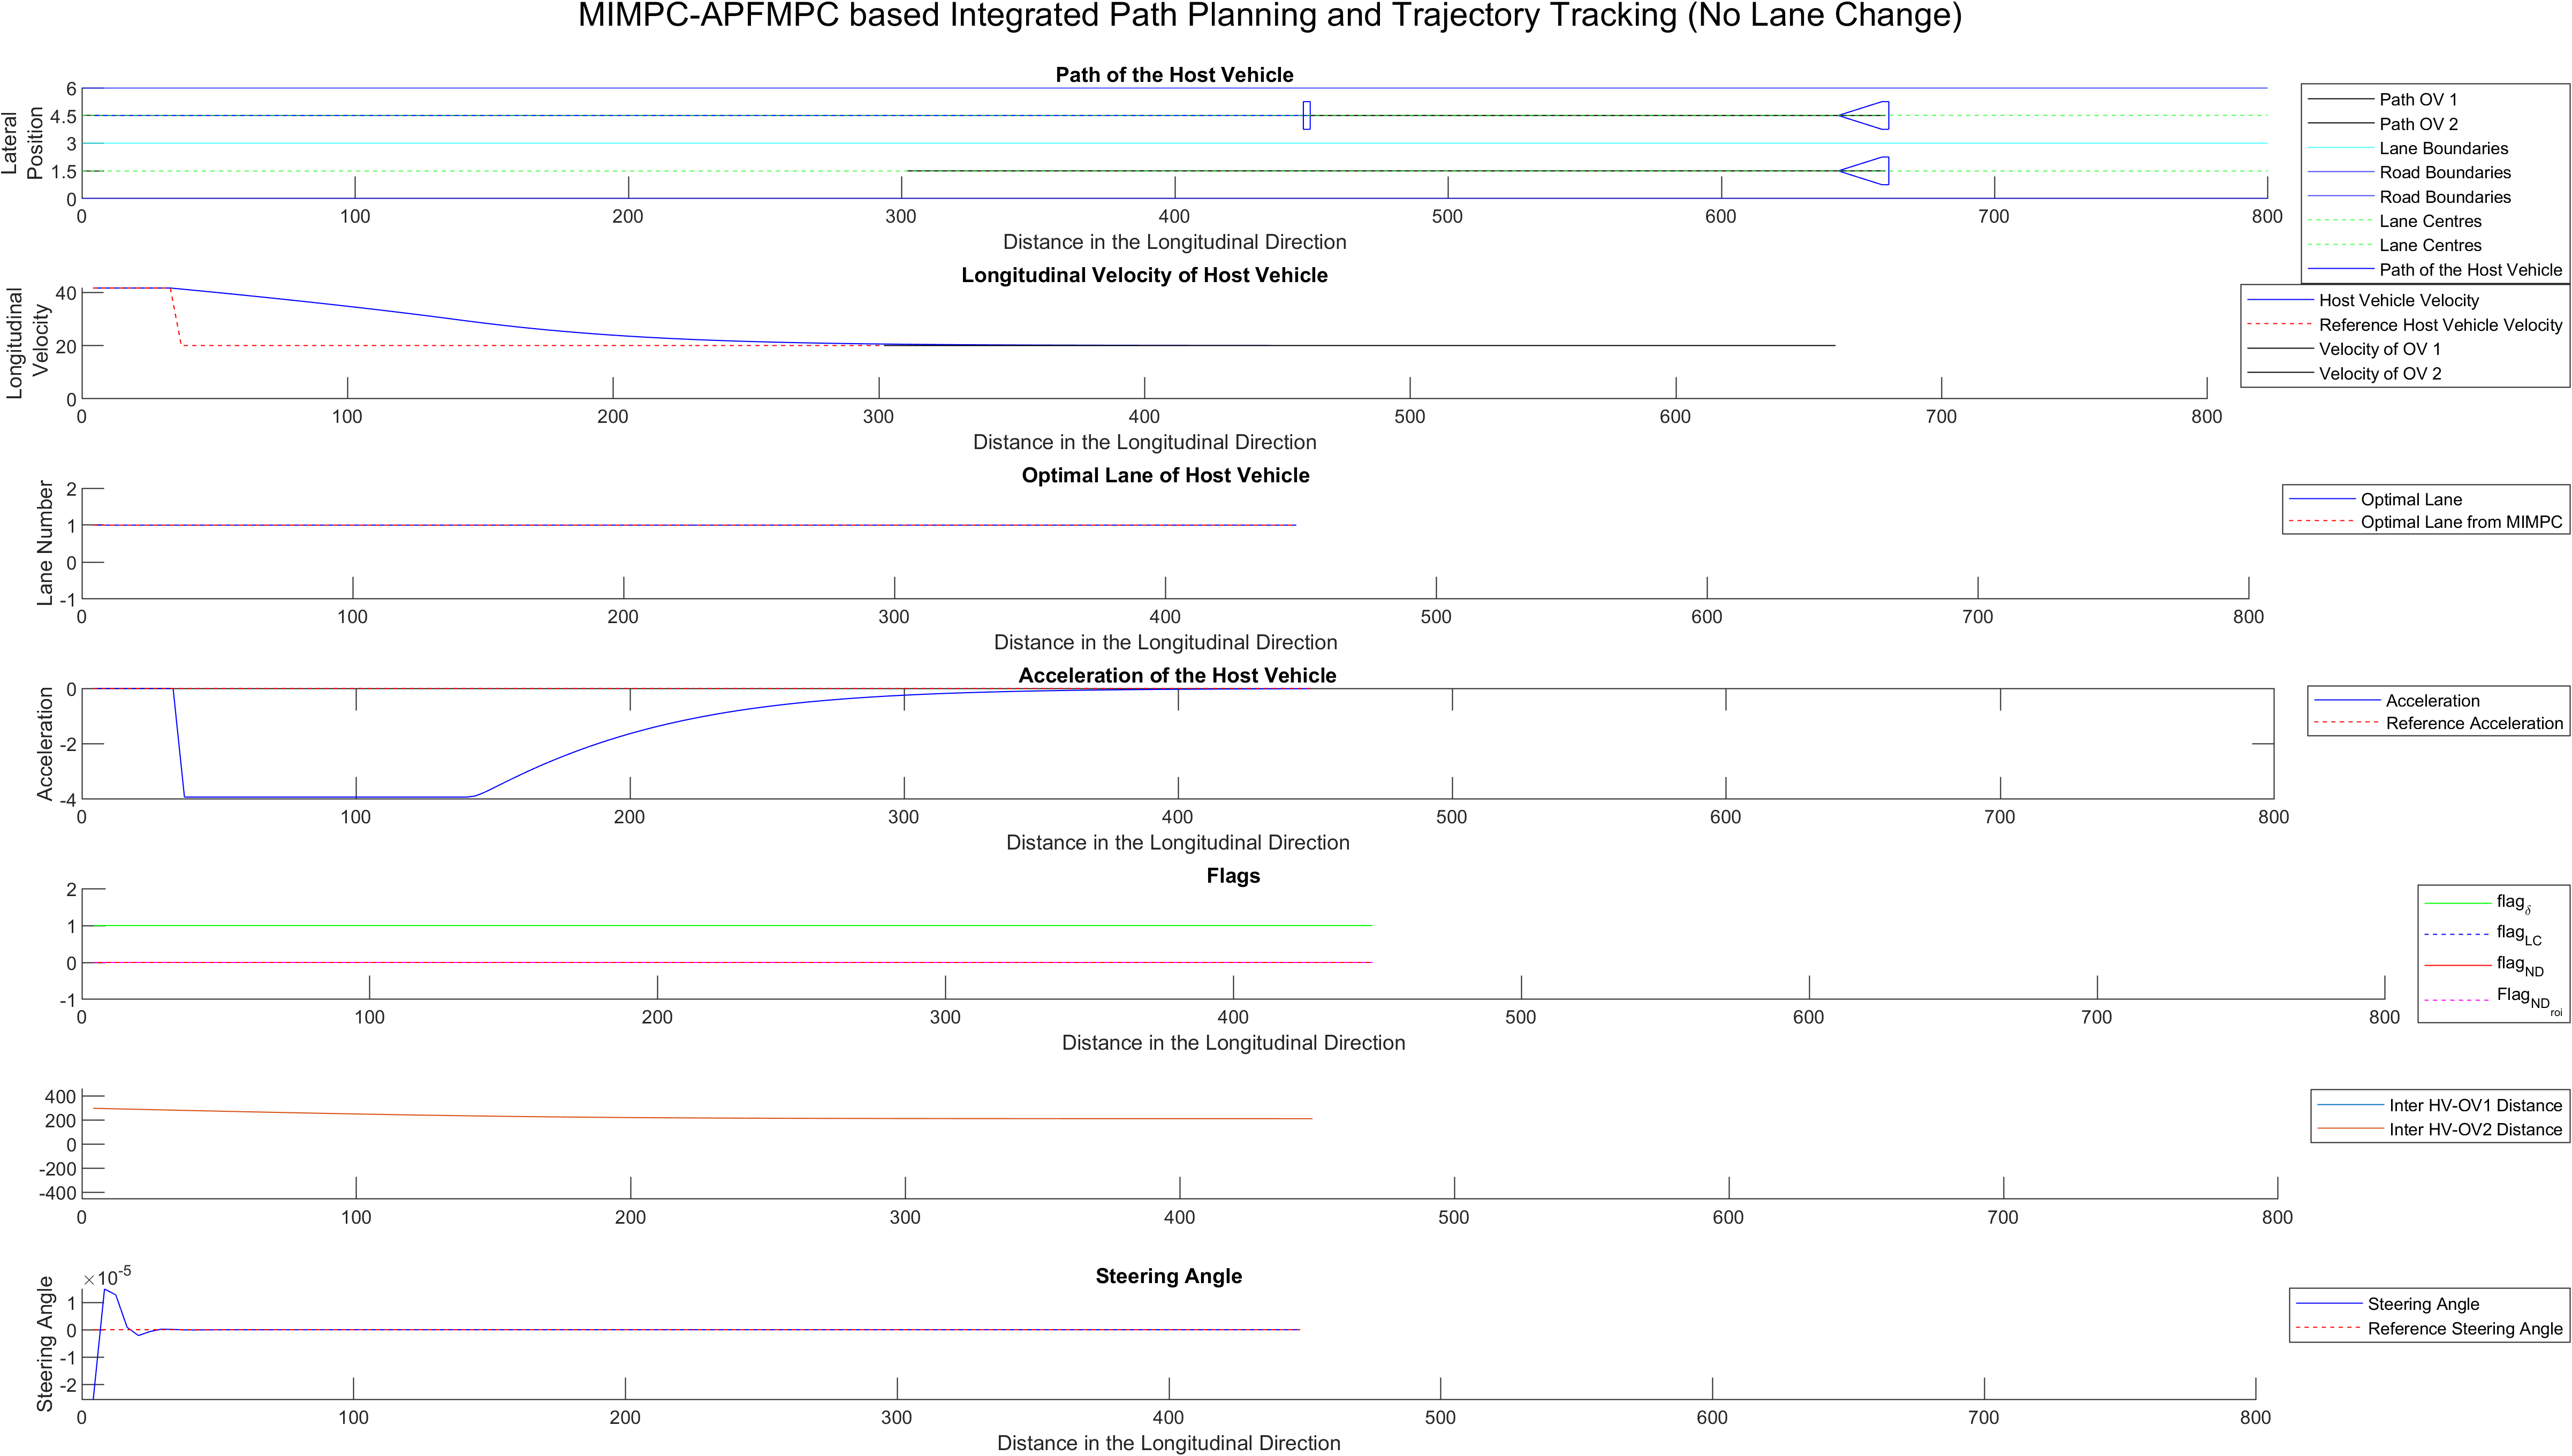 MIMPC-APFMPC based Integrated Path Planning and Trajectory Tracking (No Lane Change)
Path of the Host Vehicle
Lateral
Position
6
4.5
3
1.5
0
0 100 200 300 400 500 600 700 800
Distance in the Longitudinal Direction
Path OV 1
Path OV 2
Lane Boundaries
Road Boundaries
Road Boundaries
Lane Centres
Lane Centres
Path of the Host Vehicle
Longitudinal Velocity of Host Vehicle
Longitudinal
Velocity
40
20
0
0 100 200 300 400 500 600 700 800
Distance in the Longitudinal Direction
Host Vehicle Velocity
Reference Host Vehicle Velocity
Velocity of OV 1
Velocity of OV 2
Optimal Lane of Host Vehicle
Lane Number
2
1
0
-1
0 100 200 300 400 500 600 700 800
Distance in the Longitudinal Direction
Optimal Lane
Optimal Lane from MIMPC
Acceleration of the Host Vehicle
Acceleration
0
-2
-4
0 100 200 300 400 500 600 700 800
Distance in the Longitudinal Direction
Acceleration
Reference Acceleration
Flags
2
1
0
-1
0 100 200 300 400 500 600 700 800
Distance in the Longitudinal Direction
flag_δ
flag_LC
flag_ND
Flag_ND_roi
400
200
0
-200
-400
0 100 200 300 400 500 600 700 800
Inter HV-OV1 Distance
Inter HV-OV2 Distance
Steering Angle
×10^-5
Steering Angle
1
0
-1
-2
0 100 200 300 400 500 600 700 800
Distance in the Longitudinal Direction
Steering Angle
Reference Steering Angle